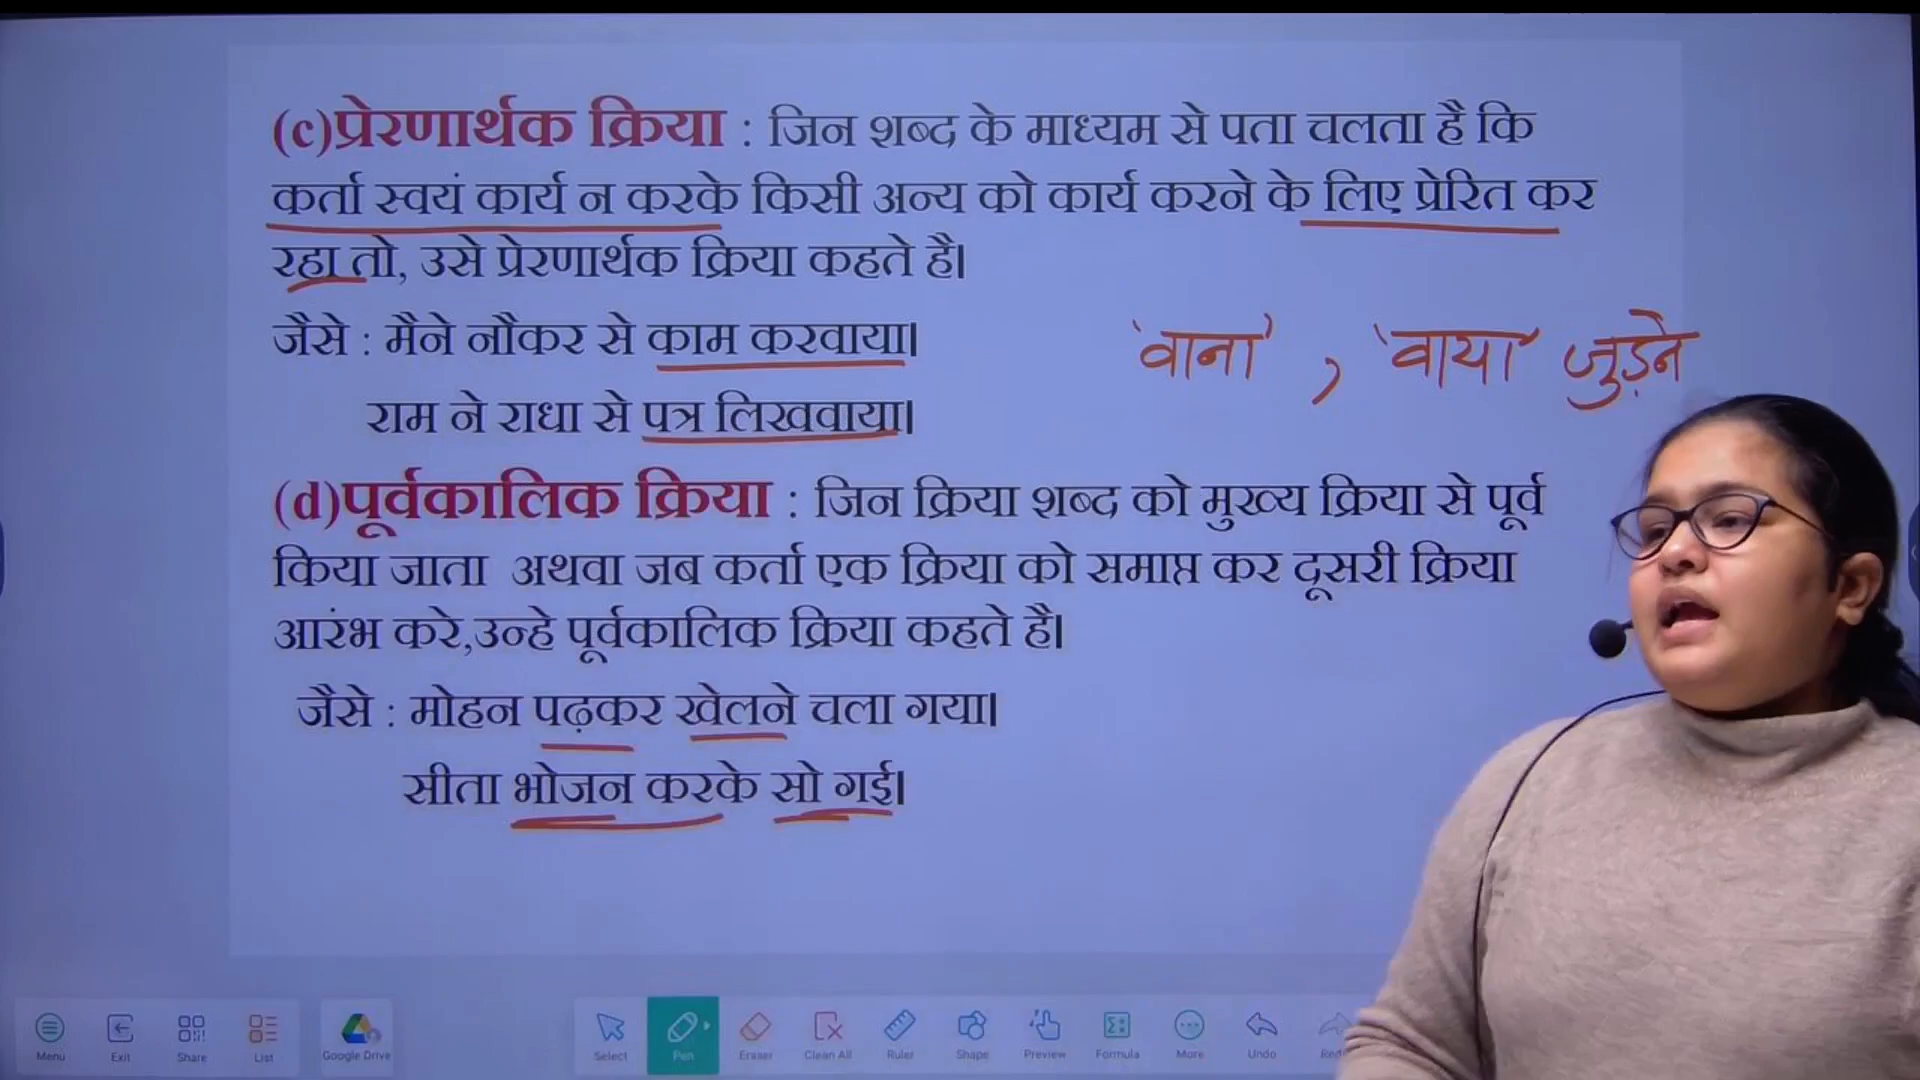 (c)प्रेरणार्थक क्रिया : जिन शब्द के माध्यम से पता चलता है कि
कर्ता स्वयं कार्य न करके किसी अन्य को कार्य करने के लिए प्रेरित कर
रहा तो, उसे प्रेरणार्थक क्रिया कहते है।
जैसे : मैने नौकर से काम करवाया।
'वाना' , 'वाया' जुड़ने
राम ने राधा से पत्र लिखवाया।
(d)पूर्वकालिक क्रिया : जिन क्रिया शब्द को मुख्य क्रिया से पूर्व
किया जाता अथवा जब कर्ता एक क्रिया को समाप्त कर दूसरी क्रिया
आरंभ करे,उन्हे पूर्वकालिक क्रिया कहते है।
जैसे : मोहन पढ़कर खेलने चला गया।
सीता भोजन करके सो गई।
Menu Exit Share List Google Drive Select Pen Eraser Clean All Ruler Shape Preview Formula More Undo